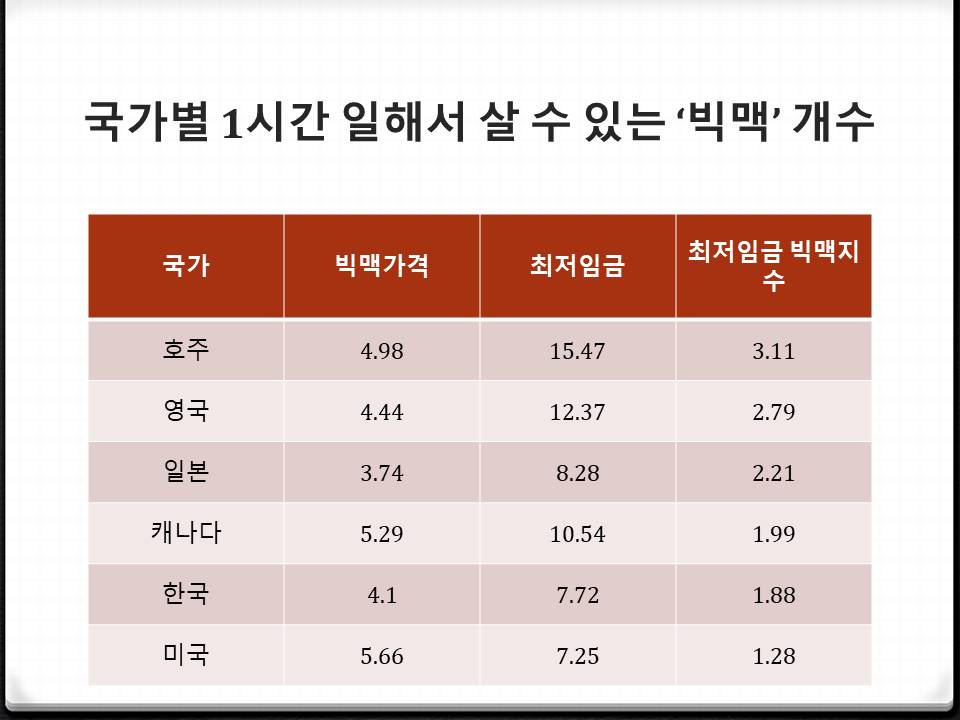 국가별 1시간 일해서 살 수 있는 ‘빅맥’ 개수
국가 빅맥가격 최저임금 최저임금 빅맥지
수
호주 4.98 15.47 3.11
영국 4.44 12.37 2.79
일본 3.74 8.28 2.21
캐나다 5.29 10.54 1.99
한국 4.1 7.72 1.88
미국 5.66 7.25 1.28